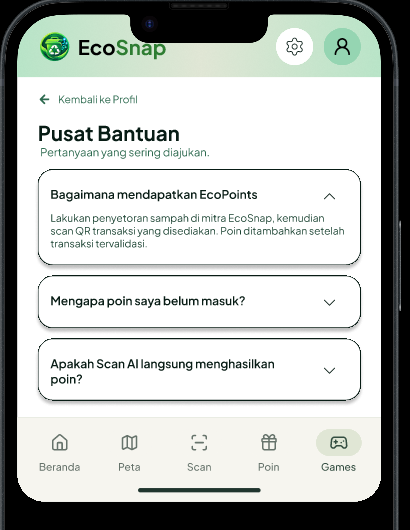 EcoSnap
Kembali ke Profil
Pusat Bantuan
Pertanyaan yang sering diajukan.
Bagaimana mendapatkan EcoPoints
Lakukan penyetoran sampah di mitra EcoSnap, kemudian
scan QR transaksi yang disediakan. Poin ditambahkan setelah
transaksi tervalidasi.
Mengapa poin saya belum masuk?
Apakah Scan AI langsung menghasilkan
poin?
Beranda Peta Scan Poin Games